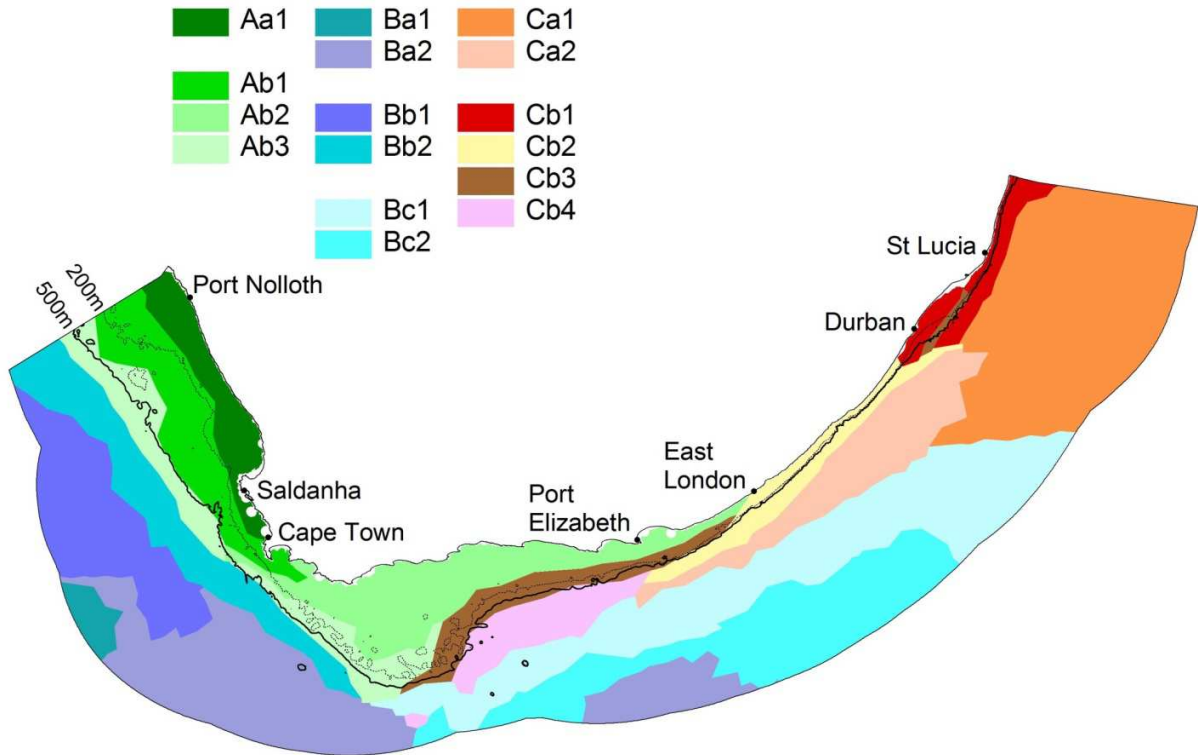 Aa1
Ba1
Ca1
Ba2
Ca2
Ab1
Ab2
Bb1
Cb1
Ab3
Bb2
Cb2
Cb3
Bc1
Cb4
Bc2
St Lucia
200m
Port Nolloth
500m
Durban
East
London
Saldanha
Port
Elizabeth
Cape Town